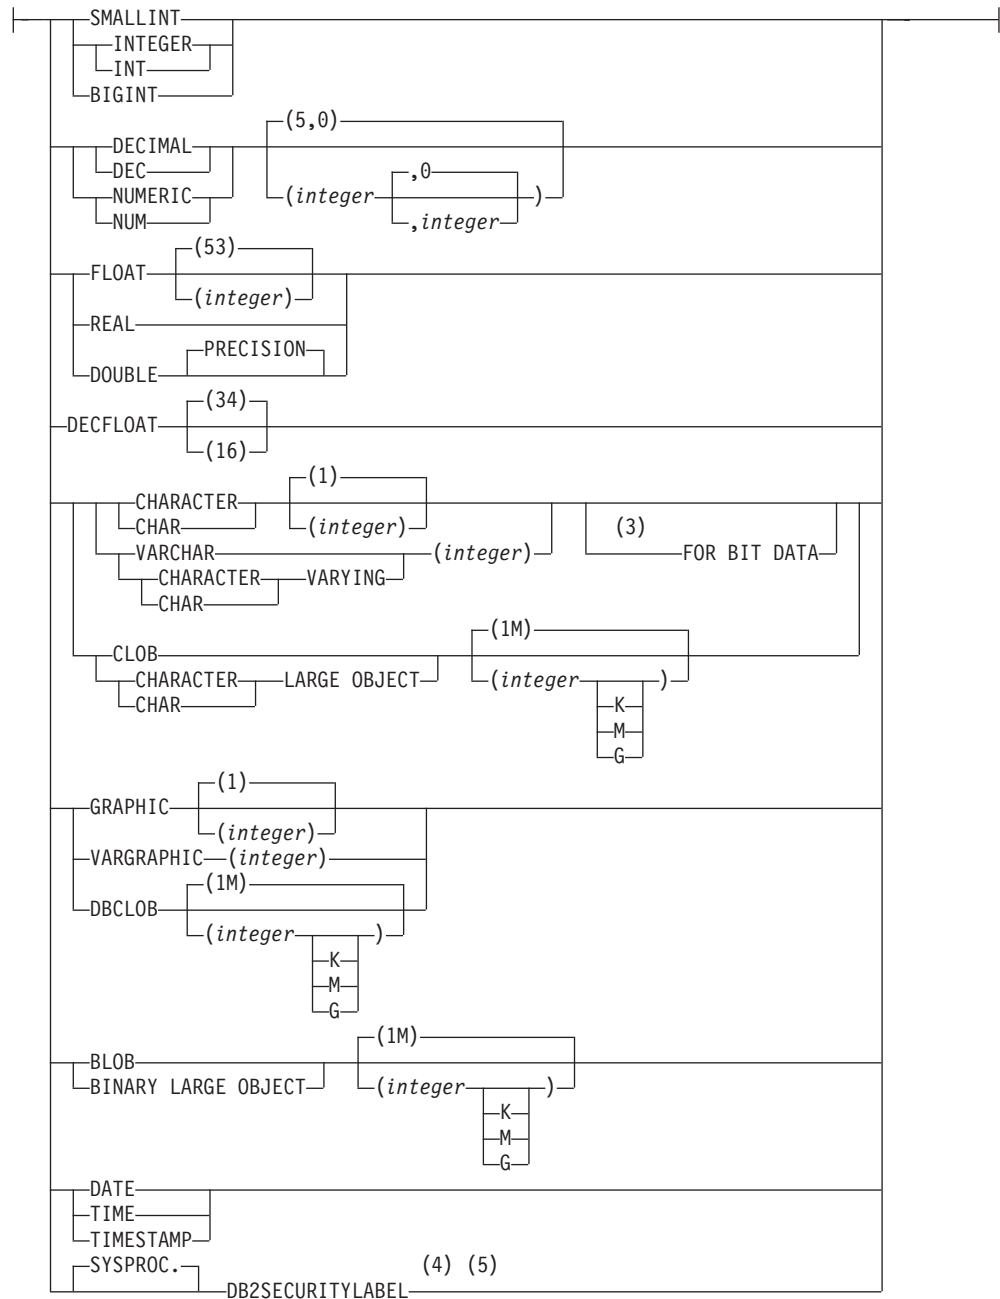 SMALLINT
INTEGER
INT
BIGINT
(5,0)
DECIMAL
DEC
,0
NUMERIC
(integer )
NUM
,integer
(53)
FLOAT
(integer)
REAL
PRECISION
DOUBLE
(34)
DECFLOAT
(16)
(1)
CHARACTER
CHAR
(integer)
(3)
VARCHAR
(integer)
FOR BIT DATA
CHARACTER VARYING
CHAR
(1M)
CLOB
CHARACTER LARGE OBJECT
(integer )
CHAR
K
M
G
(1)
GRAPHIC
(integer)
VARGRAPHIC (integer)
(1M)
DBCLOB
(integer )
K
M
G
(1M)
BLOB
BINARY LARGE OBJECT
(integer )
K
M
G
DATE
TIME
TIMESTAMP
SYSPROC.
(4) (5)
DB2SECURITYLABEL